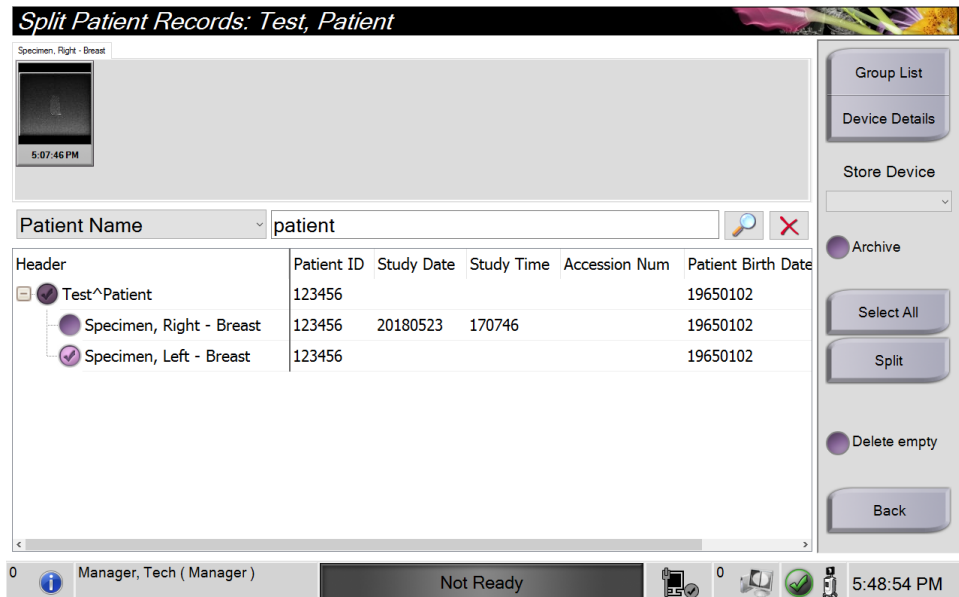 Split Patient Records: Test, Patient
Specimen, Right - Breast
5:07:46 PM
Group List
Device Details
Store Device
Archive
Select All
Split
Delete empty
Back
Patient Name patient
Header Patient ID Study Date Study Time Accession Num Patient Birth Date
Test^Patient 123456 19650102
Specimen, Right - Breast 123456 20180523 170746 19650102
Specimen, Left - Breast 123456 19650102
0 Manager, Tech ( Manager ) Not Ready 0 5:48:54 PM